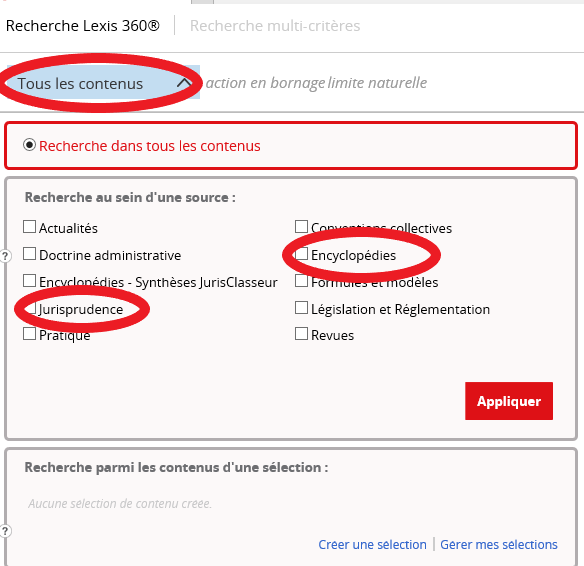 Recherche Lexis 360® | Recherche multi-critères
Tous les contenus action en bornage limite naturelle
Recherche dans tous les contenus
Recherche au sein d'une source :
Actualités Conventions collectives
? Doctrine administrative Encyclopédies
Encyclopédies - Synthèses JurisClasseur Formules et modèles
Jurisprudence Législation et Réglementation
Pratique Revues
Appliquer
Recherche parmi les contenus d'une sélection :
Aucune sélection de contenu créée.
?
Créer une sélection | Gérer mes sélections